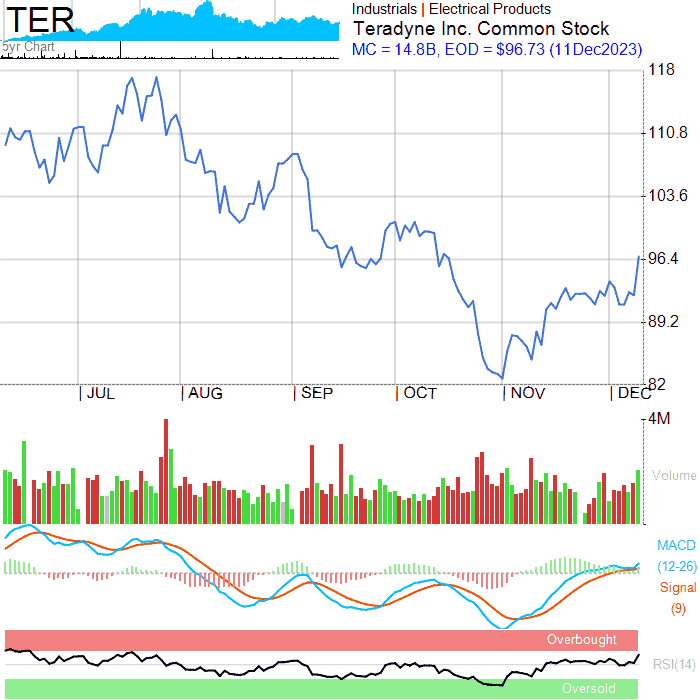 TER
5yr Chart
Industrials | Electrical Products
Teradyne Inc. Common Stock
MC = 14.8B, EOD = $96.73 (11Dec2023)
118
110.8
103.6
96.4
89.2
82
| JUL | AUG | SEP | OCT | NOV | DEC
4M
Volume
MACD
(12-26)
Signal
(9)
Overbought
RSI(14)
Oversold